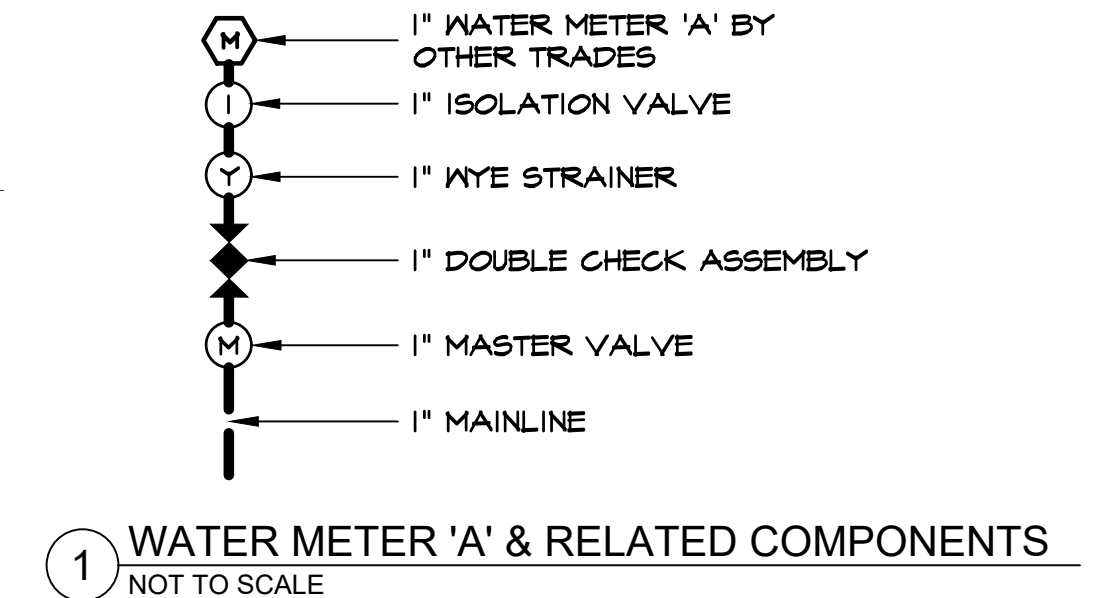 M
1" WATER METER 'A' BY
OTHER TRADES
I
1" ISOLATION VALVE
Y
1" WYE STRAINER
1" DOUBLE CHECK ASSEMBLY
M
1" MASTER VALVE
1" MAINLINE
1
WATER METER 'A' & RELATED COMPONENTS
NOT TO SCALE